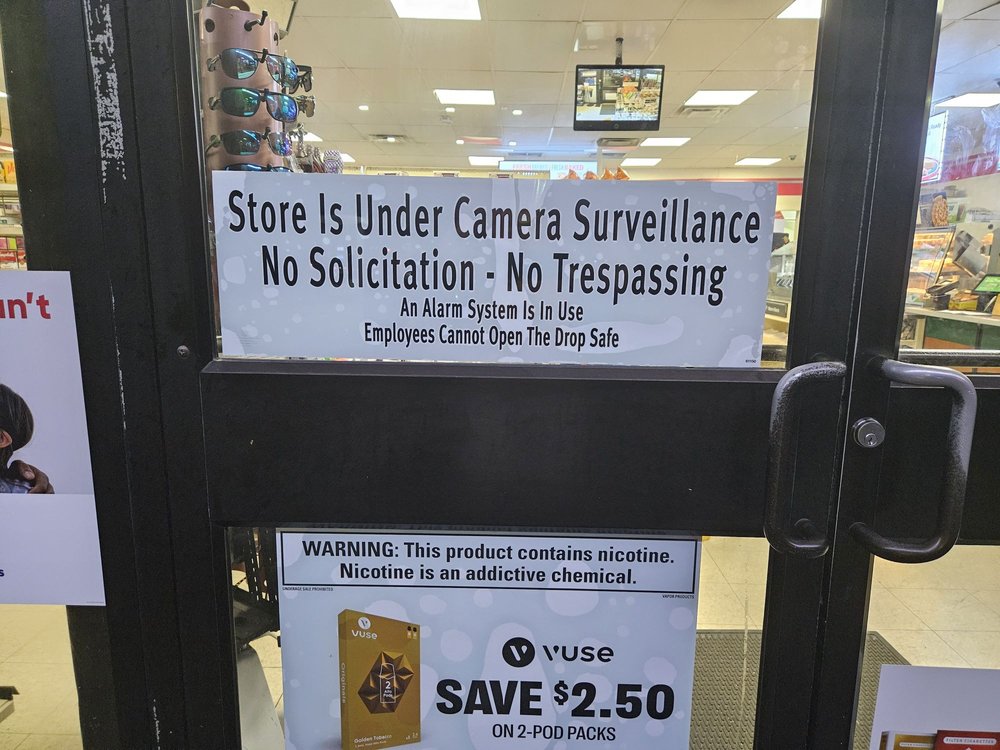 Store Is Under Camera Surveillance
No Solicitation - No Trespassing
An Alarm System Is In Use
Employees Cannot Open The Drop Safe
n't
s
WARNING: This product contains nicotine.
Nicotine is an addictive chemical.
UNDERAGE SALE PROHIBITED
VAPOR PRODUCTS
VUSE
Originals
2
Golden Tobacco
VUSE
SAVE $2.50
ON 2-POD PACKS